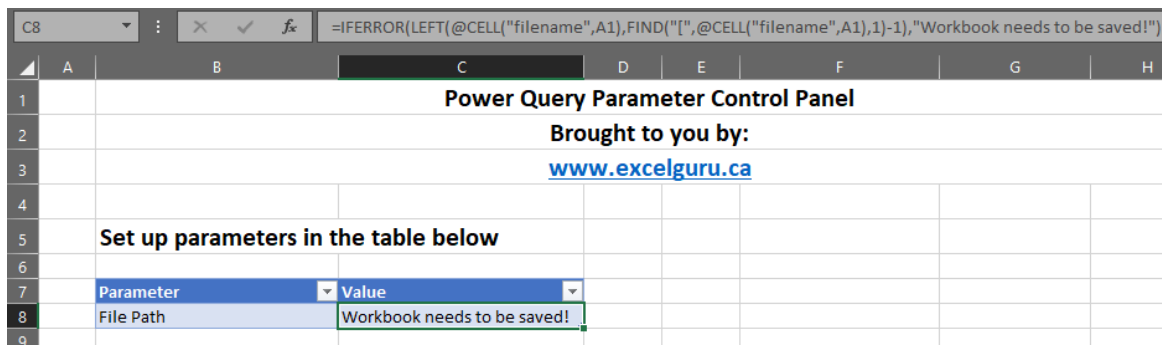 C8 fx =IFERROR(LEFT(@CELL("filename",A1),FIND("[",@CELL("filename",A1),1)-1),"Workbook needs to be saved!")
A B C D E F G H
1 Power Query Parameter Control Panel
2 Brought to you by:
3 www.excelguru.ca
4
5 Set up parameters in the table below
6
7 Parameter Value
8 File Path Workbook needs to be saved!
9